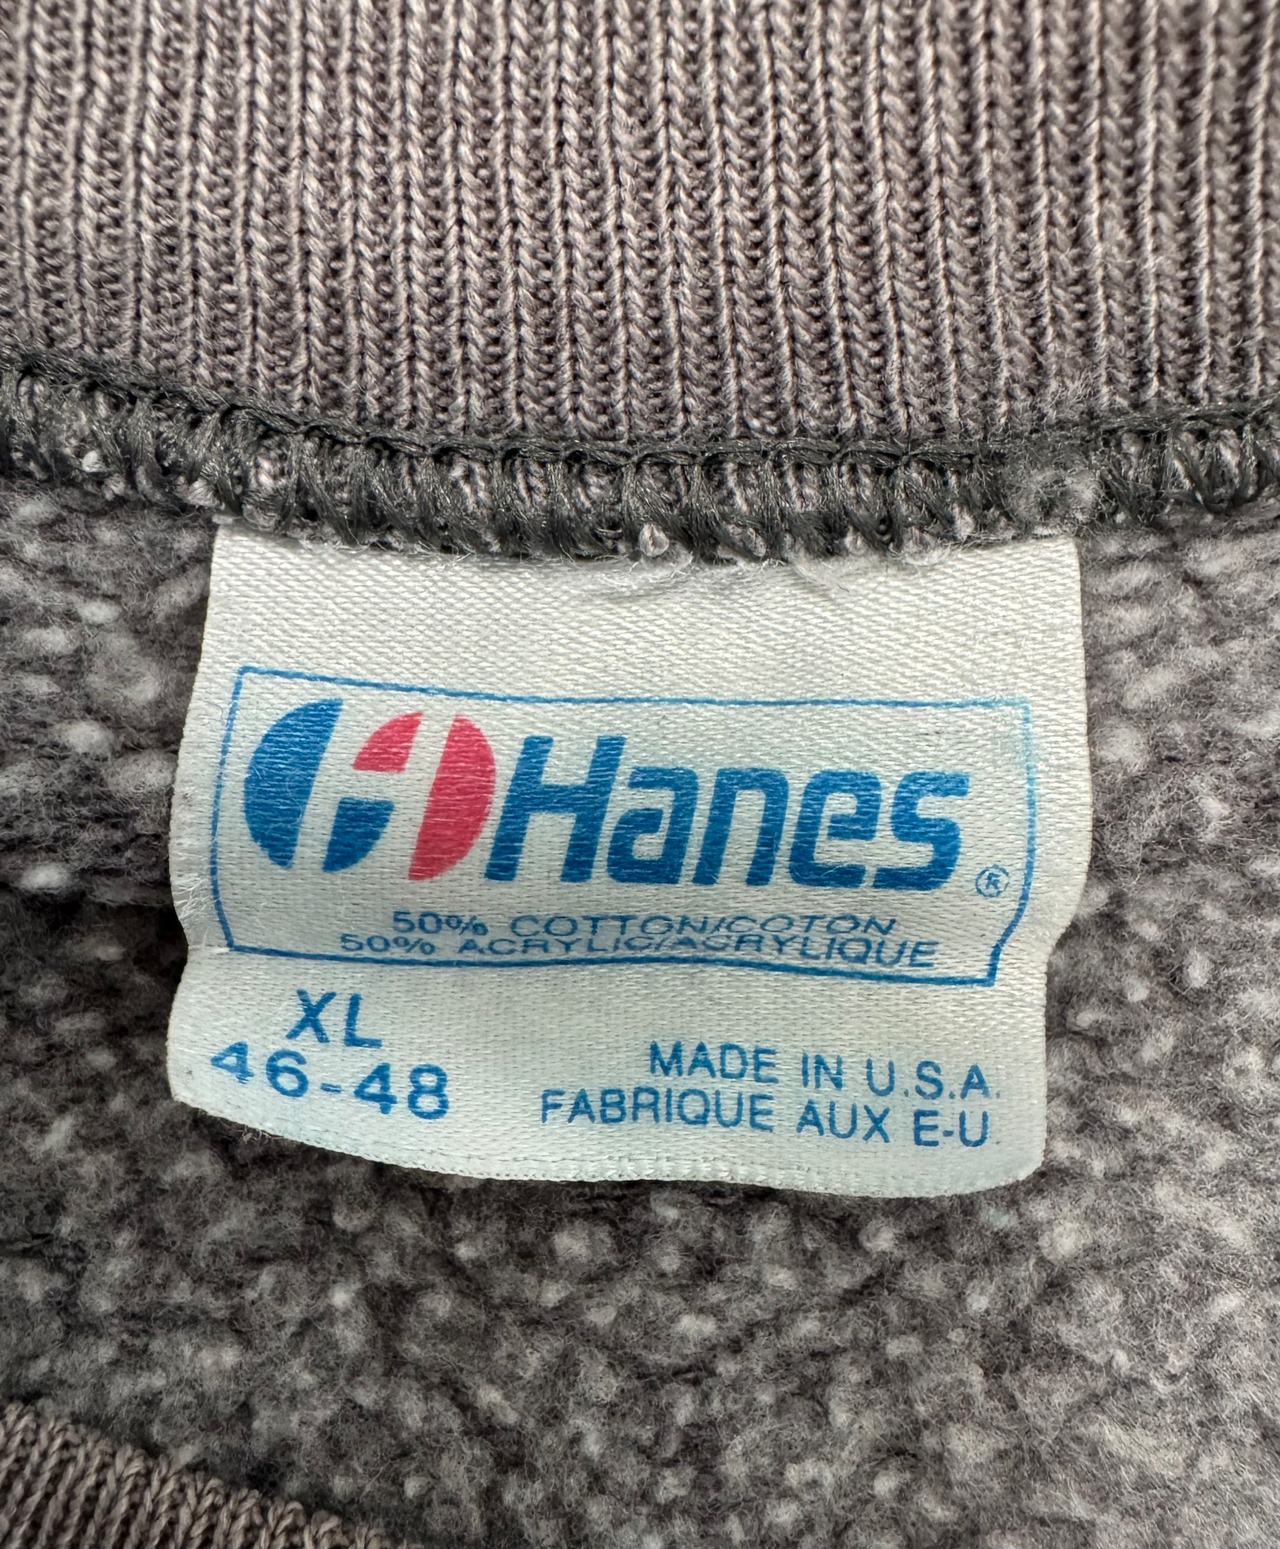 Hanes®
50% COTTON/COTON
50% ACRYLIC/ACRYLIQUE
XL
46-48
MADE IN U.S.A.
FABRIQUE AUX E-U